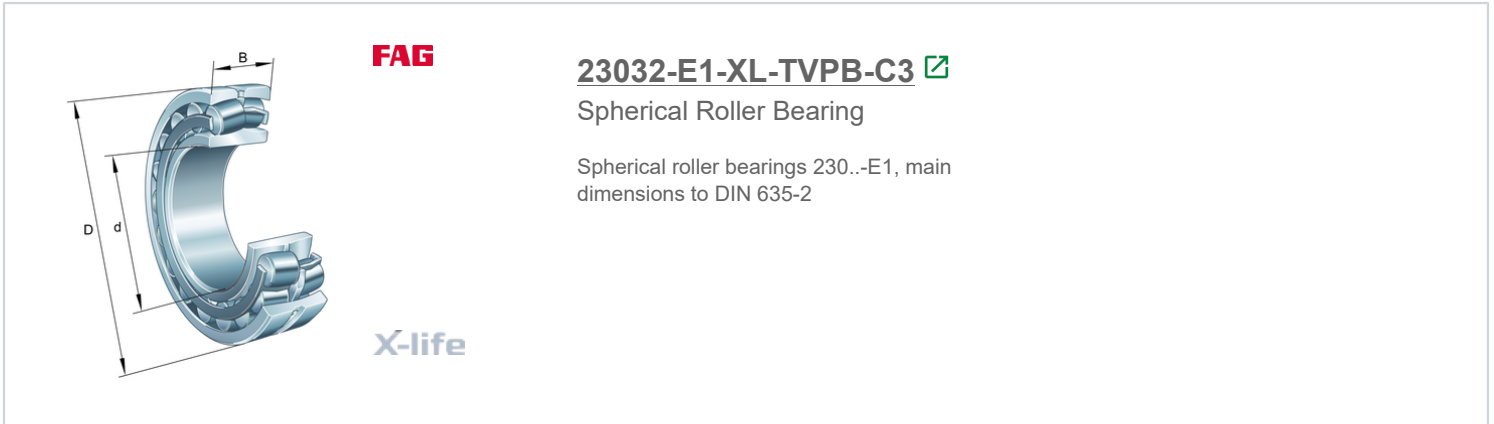 B
FAG
D
d
X-life
23032-E1-XL-TVPB-C3
Spherical Roller Bearing
Spherical roller bearings 230..-E1, main
dimensions to DIN 635-2